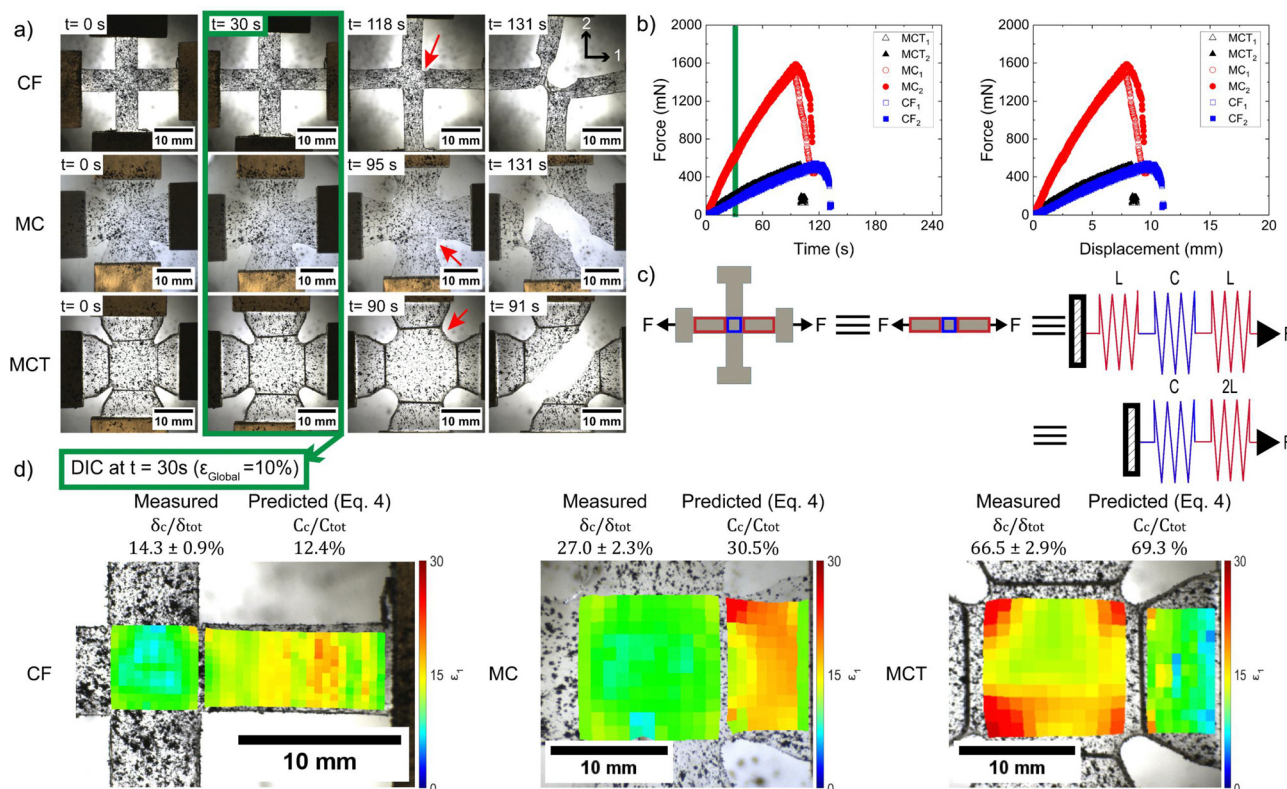 a)
t= 0 s
t= 30 s
t= 118 s
t= 131 s
2
1
CF
10 mm
10 mm
10 mm
10 mm
t= 0 s
t= 95 s
t= 131 s
MC
10 mm
10 mm
10 mm
10 mm
t= 0 s
t= 90 s
t= 91 s
MCT
10 mm
10 mm
10 mm
10 mm
DIC at t = 30s (εGlobal =10%)
b)
Force (mN)
2000
1600
1200
800
400
0
0 60 120 180 240
Time (s)
MCT1
MCT2
MC1
MC2
CF1
CF2
Force (mN)
2000
1600
1200
800
400
0
0 5 10 15 20
Displacement (mm)
MCT1
MCT2
MC1
MC2
CF1
CF2
c)
F F F F L C L F
C 2L F
d)
Measured Predicted (Eq. 4)
δc/δtot Cc/Ctot
14.3 ± 0.9% 12.4%
CF
10 mm
30
15
0
ε1
Measured Predicted (Eq. 4)
δc/δtot Cc/Ctot
27.0 ± 2.3% 30.5%
MC
10 mm
30
15
0
ε1
Measured Predicted (Eq. 4)
δc/δtot Cc/Ctot
66.5 ± 2.9% 69.3 %
MCT
10 mm
30
15
0
ε1